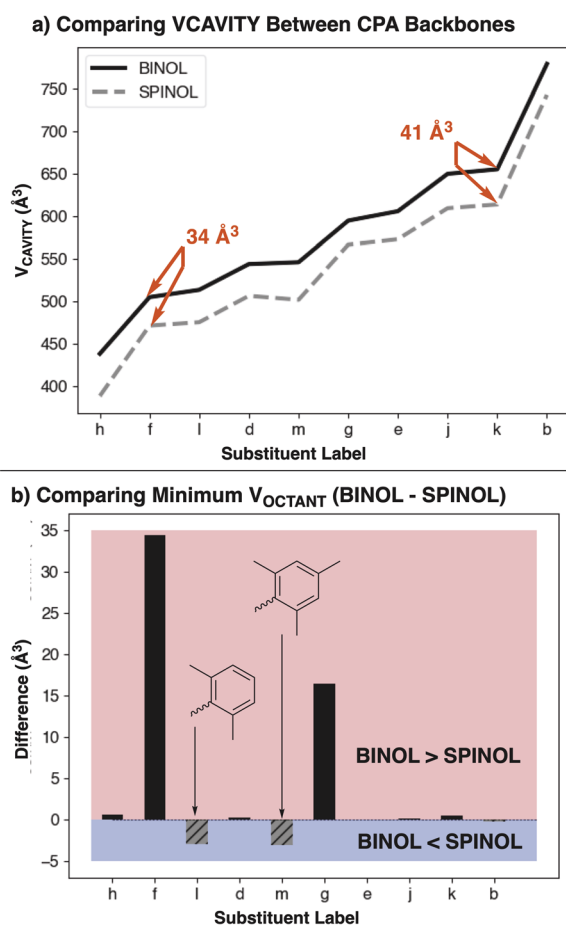 a) Comparing VCAVITY Between CPA Backbones
BINOL
SPINOL
750
700
650
600
550
500
450
400
VCAVITY (Å³)
34 Å³
41 Å³
h f l d m g e j k b
Substituent Label
b) Comparing Minimum VOCTANT (BINOL - SPINOL)
35
30
25
20
15
10
5
0
−5
Difference (Å³)
BINOL > SPINOL
BINOL < SPINOL
h f l d m g e j k b
Substituent Label